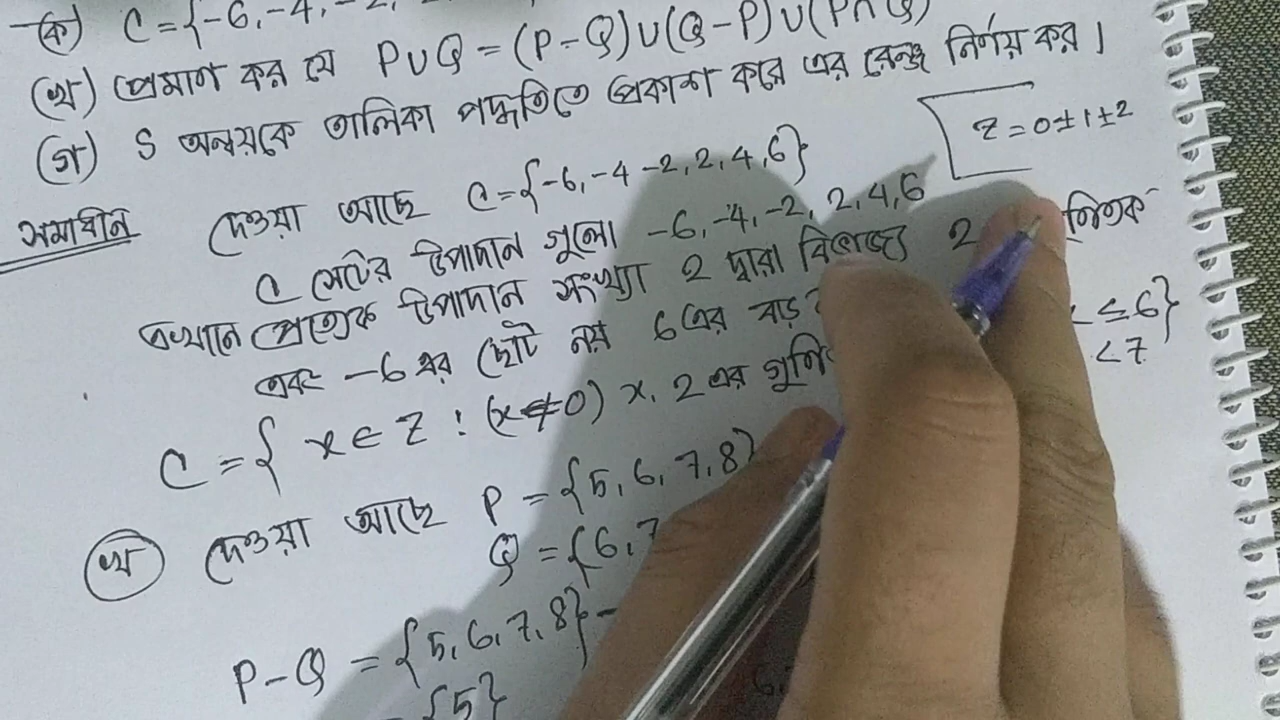 (ক) C = {-6, -4, -2,
(খ) প্রমাণ কর যে P∪Q = (P-Q)∪(Q-P)∪(P∩Q)
(গ) S অন্বয়কে তালিকা পদ্ধতিতে প্রকাশ করে এর রেঞ্জ নির্ণয় কর।
Z = 0±1±2
সমাধান
দেওয়া আছে C = {-6, -4 -2, 2, 4, 6}
C সেটের উপাদান গুলো -6, -4, -2, 2, 4, 6
এখানে প্রত্যেক উপাদান সংখ্যা 2 দ্বারা বিভাজ্য 2
এবং -6 এর ছোট নয় 6 এর বড়
C = { x ∈ Z : (x≠0) x, 2 এর গুনি ≤6}
<7
(খ) দেওয়া আছে P = {5, 6, 7, 8}
Q = {6, 7
P-Q = {5, 6, 7, 8} -
= {5}